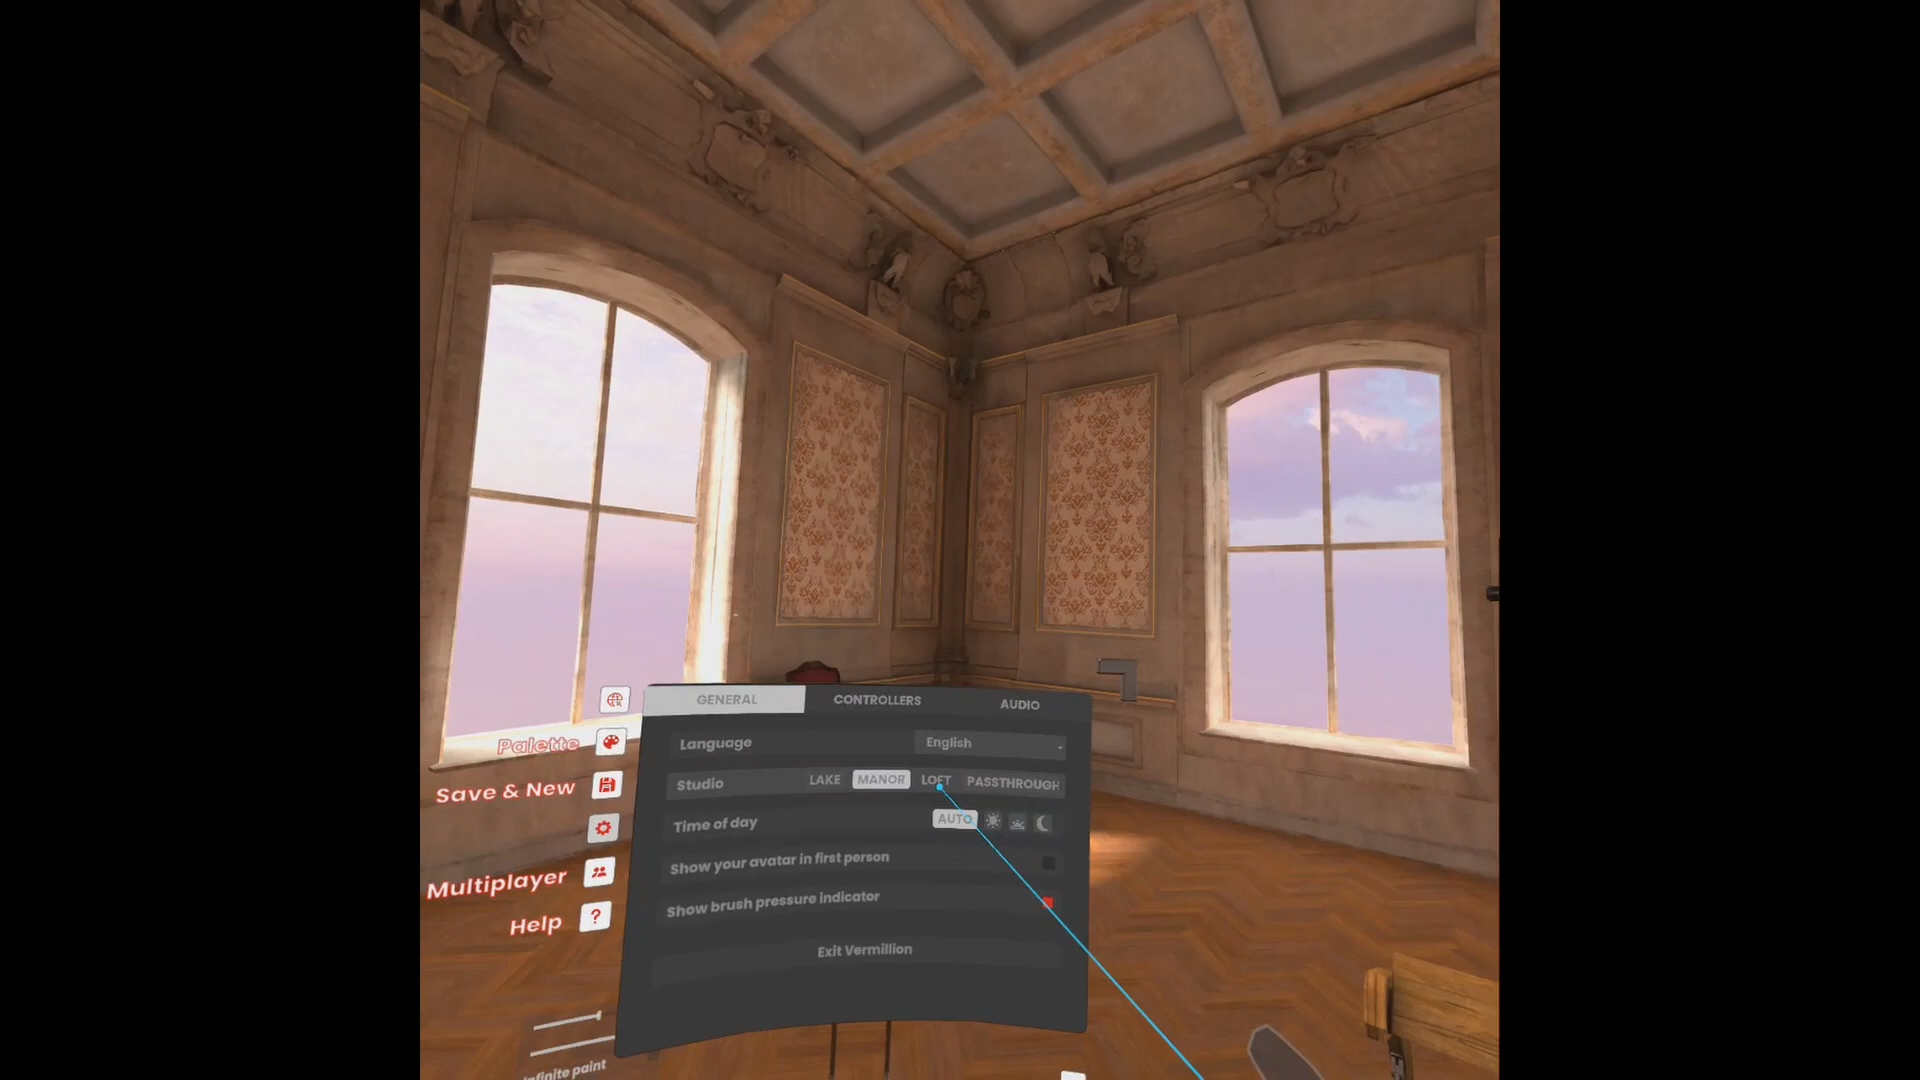 GENERAL CONTROLLERS AUDIO
Language English
Studio LAKE MANOR LOFT PASSTHROUGH
Time of day AUTO
Show your avatar in first person
Show brush pressure indicator
Exit Vermillion
Palette
Save & New
Multiplayer
Help ?
nfinite paint